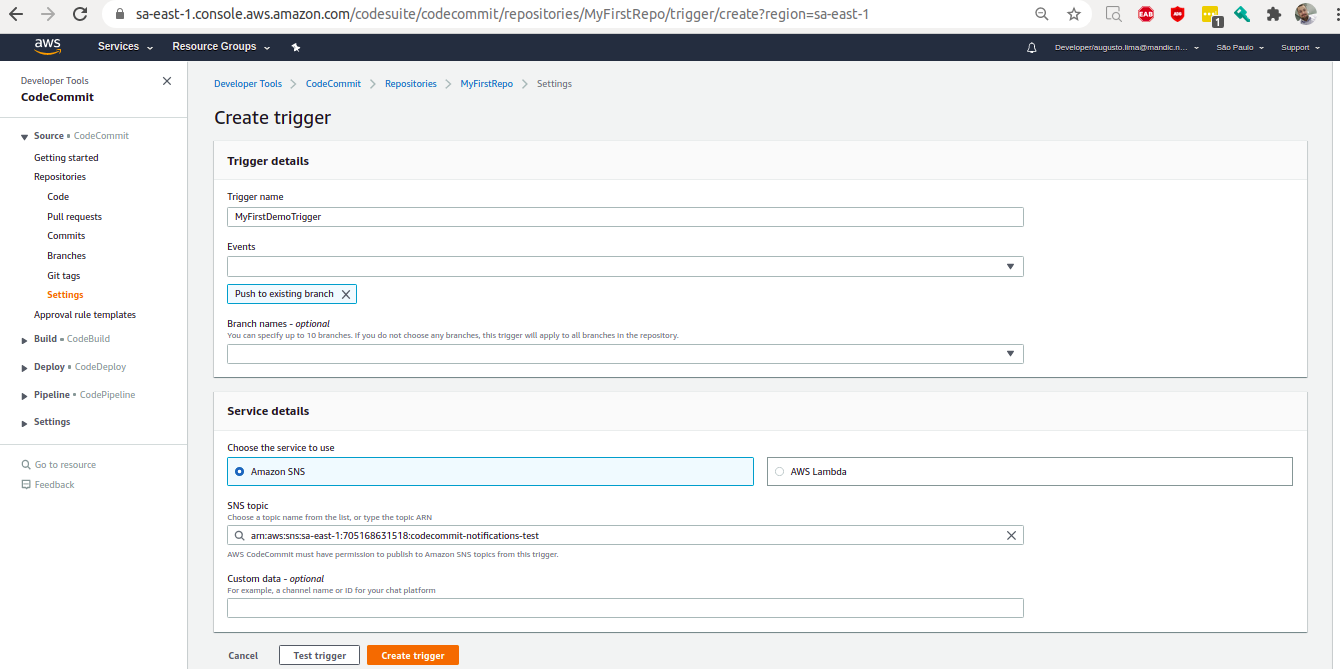 sa-east-1.console.aws.amazon.com/codesuite/codecommit/repositories/MyFirstRepo/trigger/create?region=sa-east-1
EAB
ABP
1
aws
Services
Resource Groups
Developer/augusto.lima@mandic.n...
São Paulo
Support
Developer Tools
CodeCommit
Source • CodeCommit
Getting started
Repositories
Code
Pull requests
Commits
Branches
Git tags
Settings
Approval rule templates
Build • CodeBuild
Deploy • CodeDeploy
Pipeline • CodePipeline
Settings
Go to resource
Feedback
Developer Tools > CodeCommit > Repositories > MyFirstRepo > Settings
Create trigger
Trigger details
Trigger name
MyFirstDemoTrigger
Events
Push to existing branch
Branch names - optional
You can specify up to 10 branches. If you do not choose any branches, this trigger will apply to all branches in the repository.
Service details
Choose the service to use
Amazon SNS
AWS Lambda
SNS topic
Choose a topic name from the list, or type the topic ARN
arn:aws:sns:sa-east-1:705168631518:codecommit-notifications-test
AWS CodeCommit must have permission to publish to Amazon SNS topics from this trigger.
Custom data - optional
For example, a channel name or ID for your chat platform
Cancel
Test trigger
Create trigger